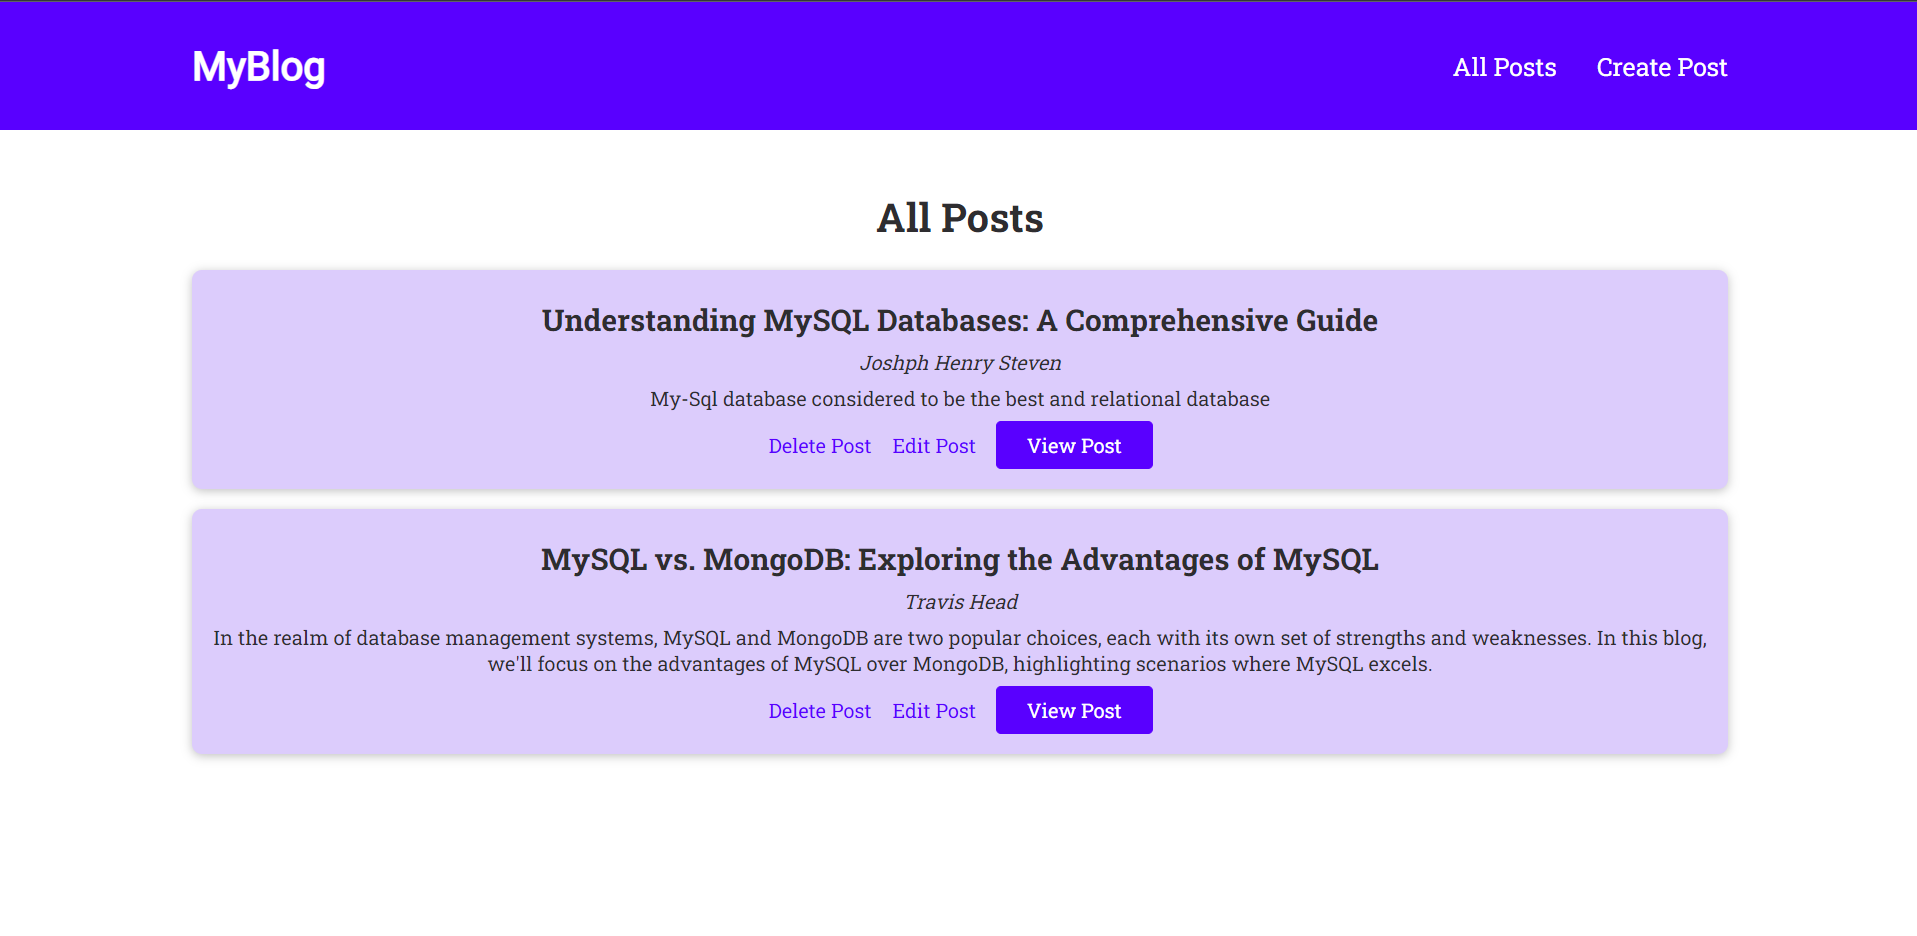 MyBlog
All Posts
Create Post
All Posts
Understanding MySQL Databases: A Comprehensive Guide
Joshph Henry Steven
My-Sql database considered to be the best and relational database
Delete Post
Edit Post
View Post
MySQL vs. MongoDB: Exploring the Advantages of MySQL
Travis Head
In the realm of database management systems, MySQL and MongoDB are two popular choices, each with its own set of strengths and weaknesses. In this blog,
we'll focus on the advantages of MySQL over MongoDB, highlighting scenarios where MySQL excels.
Delete Post
Edit Post
View Post